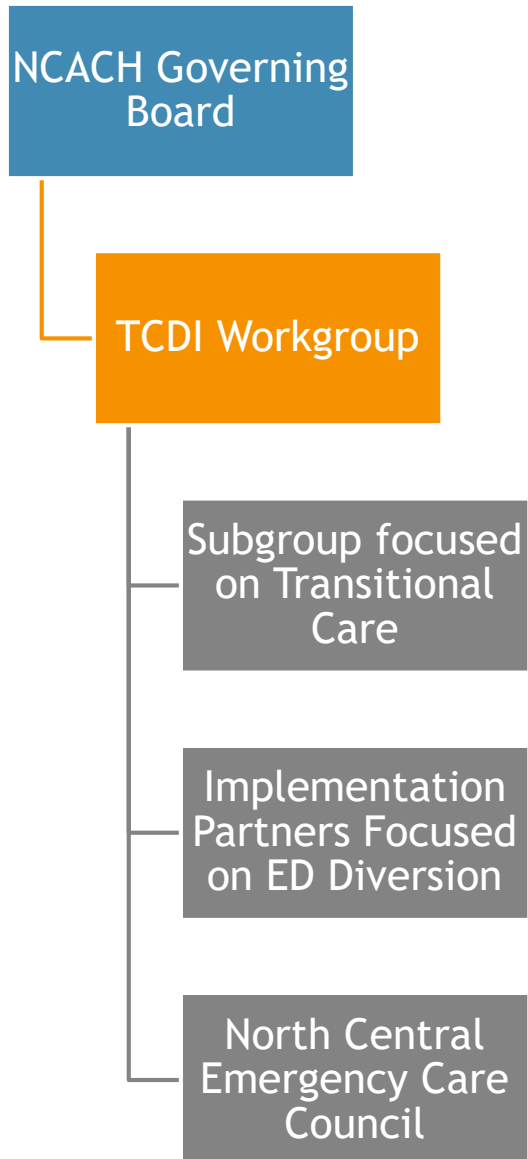 NCACH Governing
Board
TCDI Workgroup
Subgroup focused
on Transitional
Care
Implementation
Partners Focused
on ED Diversion
North Central
Emergency Care
Council